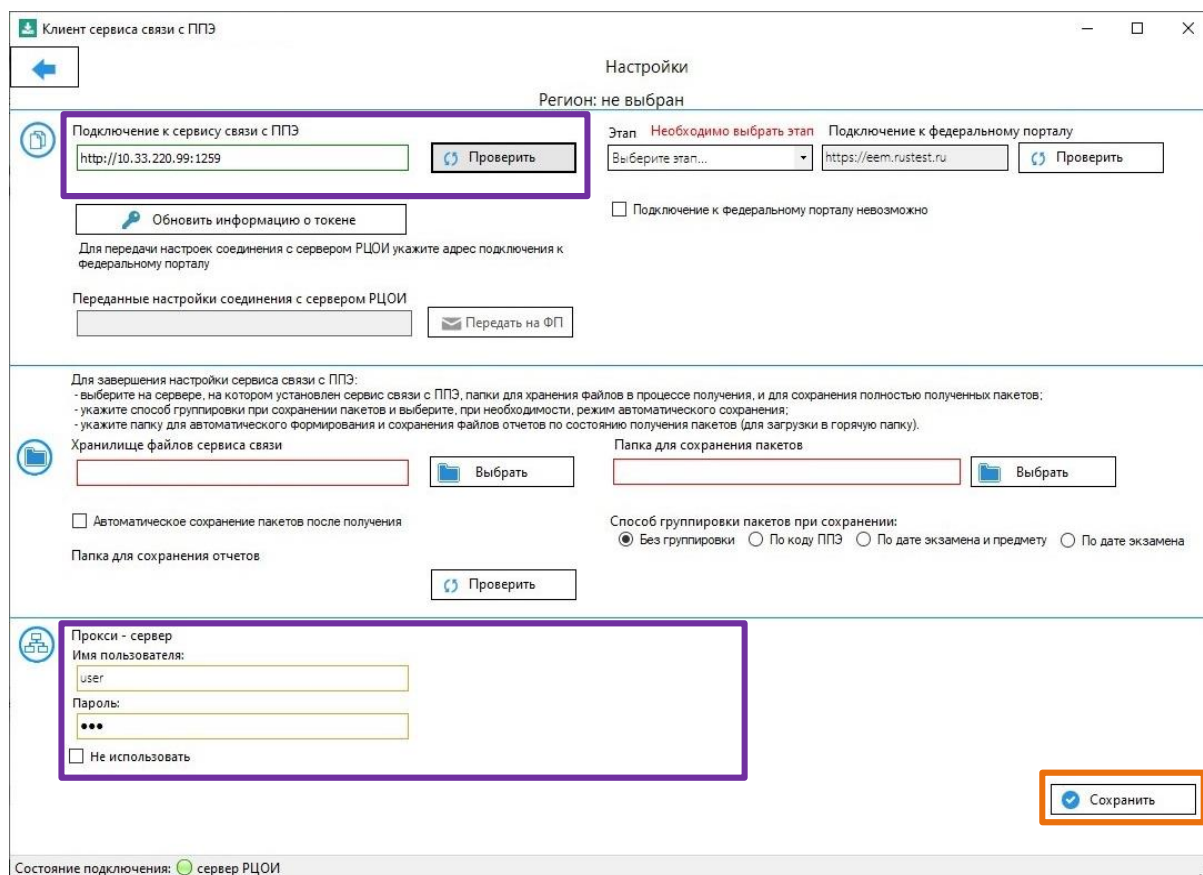 Клиент сервиса связи с ППЭ
Настройки
Регион: не выбран
Подключение к сервису связи с ППЭ
http://10.33.220.99:1259
Проверить
Этап Необходимо выбрать этап Подключение к федеральному порталу
Выберите этап... https://eem.rustest.ru Проверить
Обновить информацию о токене
Подключение к федеральному порталу невозможно
Для передачи настроек соединения с сервером РЦОИ укажите адрес подключения к
федеральному порталу
Переданные настройки соединения с сервером РЦОИ
Передать на ФП
Для завершения настройки сервиса связи с ППЭ:
- выберите на сервере, на котором установлен сервис связи с ППЭ, папки для хранения файлов в процессе получения, и для сохранения полностью полученных пакетов;
- укажите способ группировки при сохранении пакетов и выберите, при необходимости, режим автоматического сохранения;
- укажите папку для автоматического формирования и сохранения файлов отчетов по состоянию получения пакетов (для загрузки в горячую папку).
Хранилище файлов сервиса связи
Выбрать
Папка для сохранения пакетов
Выбрать
Автоматическое сохранение пакетов после получения
Способ группировки пакетов при сохранении:
Без группировки По коду ППЭ По дате экзамена и предмету По дате экзамена
Папка для сохранения отчетов
Проверить
Прокси - сервер
Имя пользователя:
user
Пароль:
•••
Не использовать
Сохранить
Состояние подключения: сервер РЦОИ